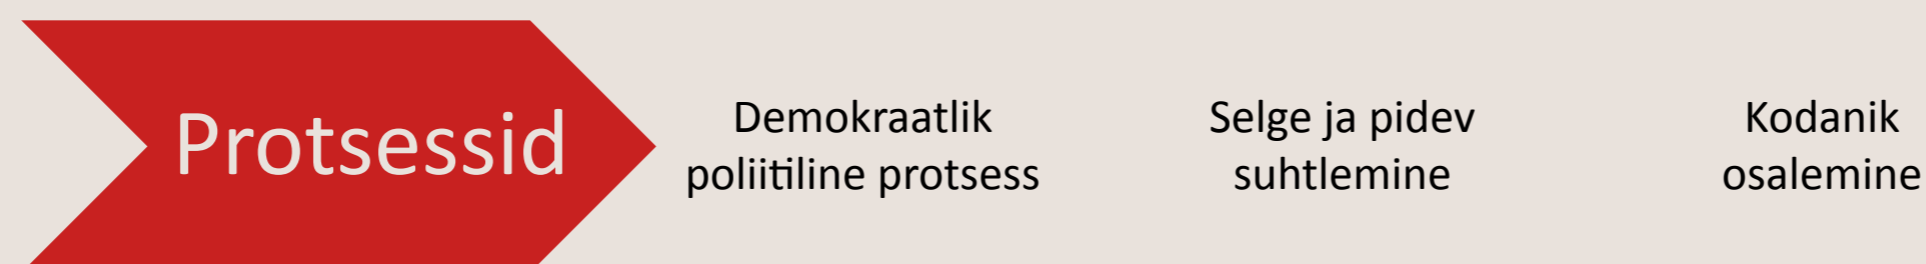 Protsessid
Demokraatlik
poliitiline protsess
Selge ja pidev
suhtlemine
Kodanik
osalemine